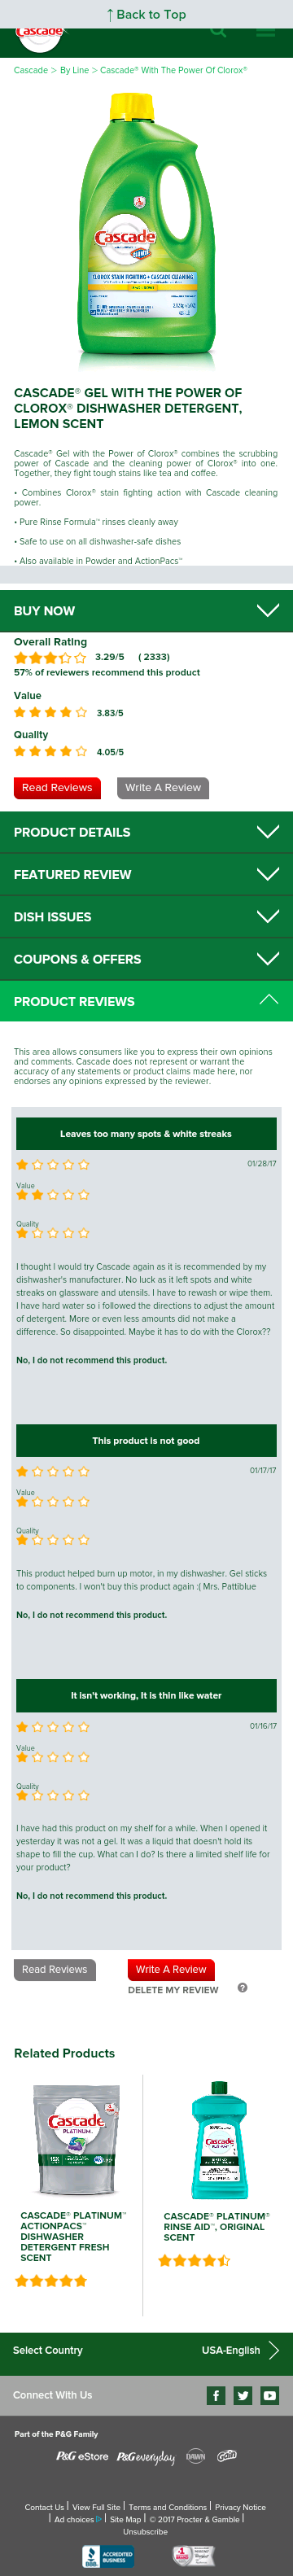 ↑ Back to Top
Cascade
Cascade > By Line > Cascade® With The Power Of Clorox®
Cascade
CLOROX
CLOROX STAIN FIGHTING + CASCADE CLEANING
CASCADE® GEL WITH THE POWER OF
CLOROX® DISHWASHER DETERGENT,
LEMON SCENT
Cascade® Gel with the Power of Clorox® combines the scrubbing
power of Cascade and the cleaning power of Clorox® into one.
Together, they fight tough stains like tea and coffee.
• Combines Clorox® stain fighting action with Cascade cleaning
power.
• Pure Rinse Formula™ rinses cleanly away
• Safe to use on all dishwasher-safe dishes
• Also available in Powder and ActionPacs™
BUY NOW
Overall Rating
3.29/5 ( 2333)
57% of reviewers recommend this product
Value
3.83/5
Quality
4.05/5
Read Reviews Write A Review
PRODUCT DETAILS
FEATURED REVIEW
DISH ISSUES
COUPONS & OFFERS
PRODUCT REVIEWS
This area allows consumers like you to express their own opinions
and comments. Cascade does not represent or warrant the
accuracy of any statements or product claims made here, nor
endorses any opinions expressed by the reviewer.
Leaves too many spots & white streaks
01/28/17
Value
Quality
I thought I would try Cascade again as it is recommended by my
dishwasher's manufacturer. No luck as it left spots and white
streaks on glassware and utensils. I have to rewash or wipe them.
I have hard water so i followed the directions to adjust the amount
of detergent. More or even less amounts did not make a
difference. So disappointed. Maybe it has to do with the Clorox??
No, I do not recommend this product.
This product is not good
01/17/17
Value
Quality
This product helped burn up motor, in my dishwasher. Gel sticks
to components. I won't buy this product again :( Mrs. Pattiblue
No, I do not recommend this product.
It isn't working, It is thin like water
01/16/17
Value
Quality
I have had this product on my shelf for a while. When I opened it
yesterday it was not a gel. It was a liquid that doesn't hold its
shape to fill the cup. What can I do? Is there a limited shelf life for
your product?
No, I do not recommend this product.
Read Reviews Write A Review
DELETE MY REVIEW ?
Related Products
Cascade
PLATINUM
Cascade
CASCADE® PLATINUM™
ACTIONPACS™
DISHWASHER
DETERGENT FRESH
SCENT
CASCADE® PLATINUM®
RINSE AID™, ORIGINAL
SCENT
Select Country USA-English
Connect With Us
Part of the P&G Family
P&G eStore P&G everyday DAWN Gain
Contact Us | View Full Site | Terms and Conditions | Privacy Notice
| Ad choices | Site Map | © 2017 Procter & Gamble |
Unsubscribe
BBB ACCREDITED BUSINESS